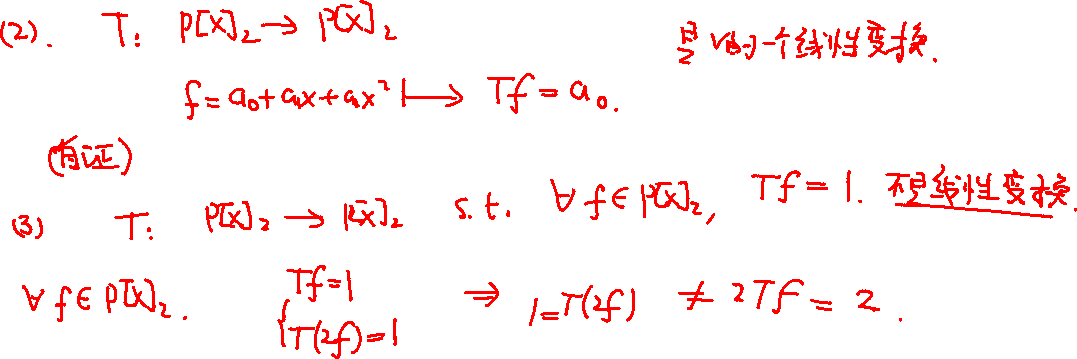 (2). T: P[x]₂ → P[x]₂ 是V的一个线性变换.
f = a₀+a₁x+a₂x² ⟼ Tf = a₀.
(自证)
(3) T: P[x]₂ → P[x]₂ s.t. ∀ f ∈ P[x]₂, Tf = 1. 不是线性变换.
∀ f ∈ P[x]₂. { Tf = 1
T(2f) = 1 ⇒ 1 = T(2f) ≠ 2Tf = 2.